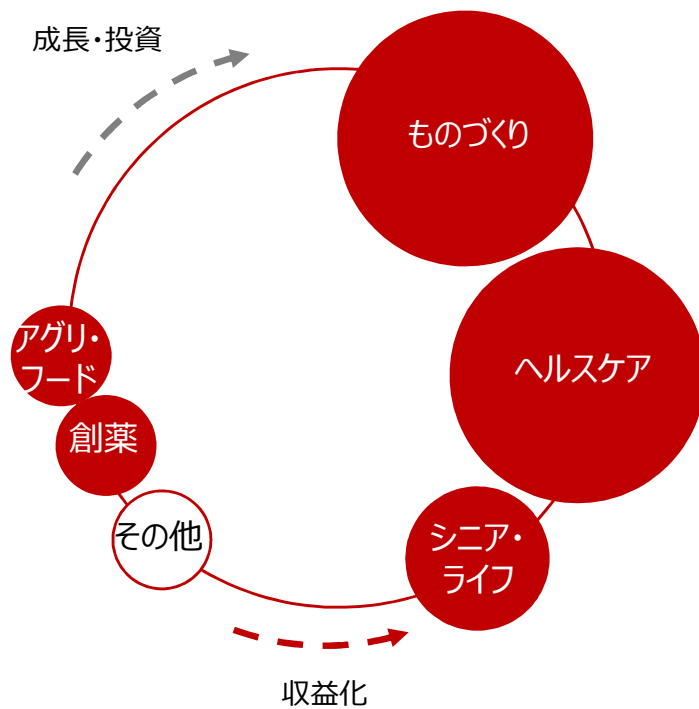 成長・投資
ものづくり
ヘルスケア
アグリ・
フード
創薬
その他
シニア・
ライフ
収益化